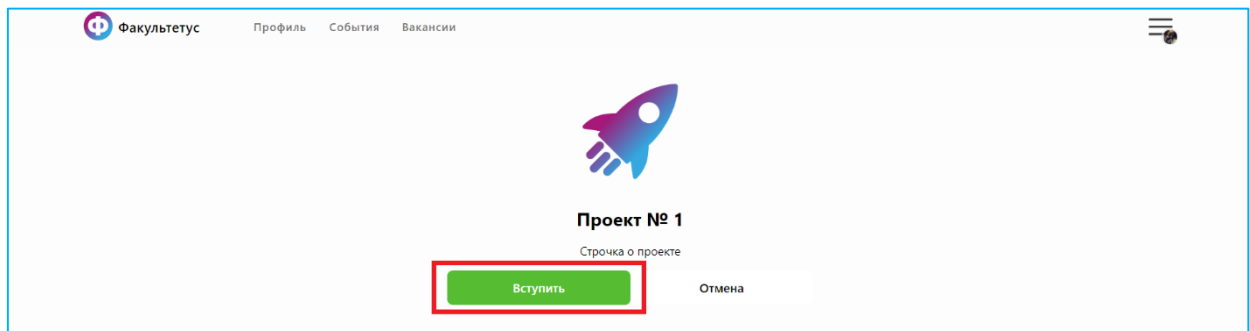 Факультетус Профиль События Вакансии
Проект № 1
Строчка о проекте
Вступить Отмена